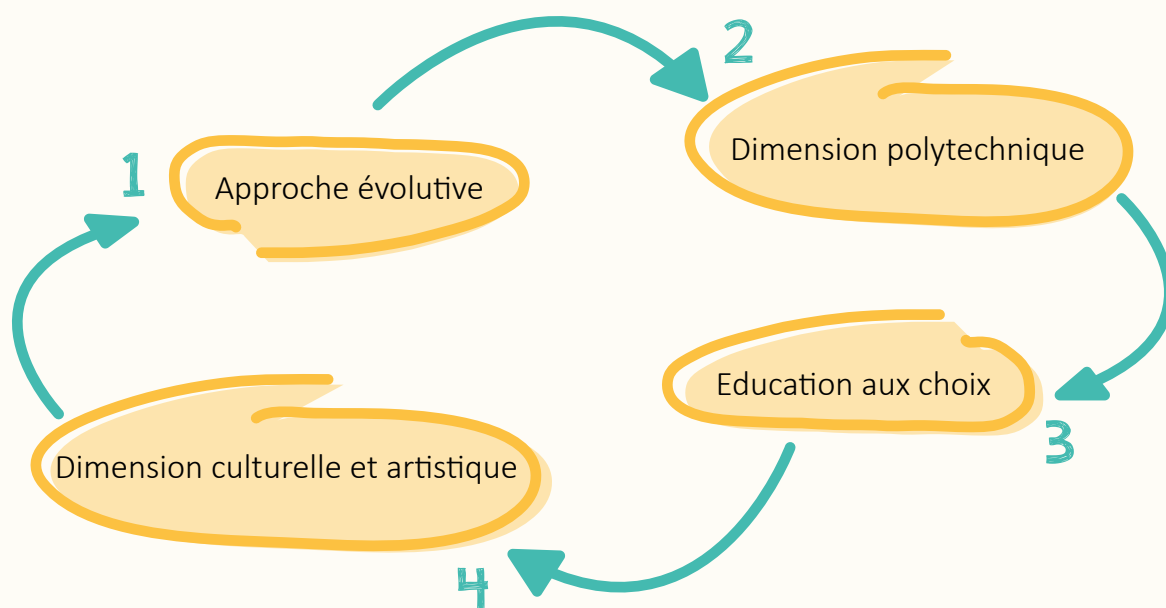 1
Approche évolutive
2
Dimension polytechnique
3
Education aux choix
4
Dimension culturelle et artistique